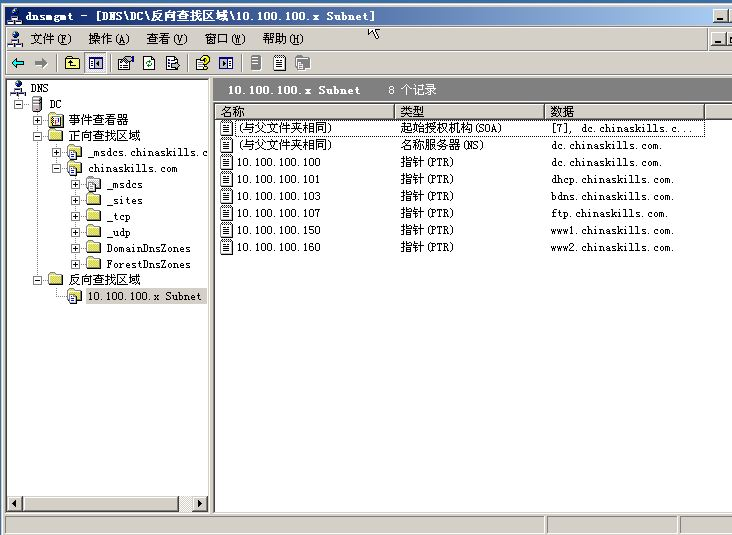 dnsmgmt - [DNS\DC\反向查找区域\10.100.100.x Subnet]
文件(F) 操作(A) 查看(V) 窗口(W) 帮助(H)
DNS
DC
事件查看器
正向查找区域
_msdcs.chinaskills.c
chinaskills.com
_msdcs
_sites
_tcp
_udp
DomainDnsZones
ForestDnsZones
反向查找区域
10.100.100.x Subnet
10.100.100.x Subnet 8 个记录
名称 类型 数据
(与父文件夹相同) 起始授权机构(SOA) [7], dc.chinaskills.c...
(与父文件夹相同) 名称服务器(NS) dc.chinaskills.com.
10.100.100.100 指针(PTR) dc.chinaskills.com.
10.100.100.101 指针(PTR) dhcp.chinaskills.com.
10.100.100.103 指针(PTR) bdns.chinaskills.com.
10.100.100.107 指针(PTR) ftp.chinaskills.com.
10.100.100.150 指针(PTR) www1.chinaskills.com.
10.100.100.160 指针(PTR) www2.chinaskills.com.